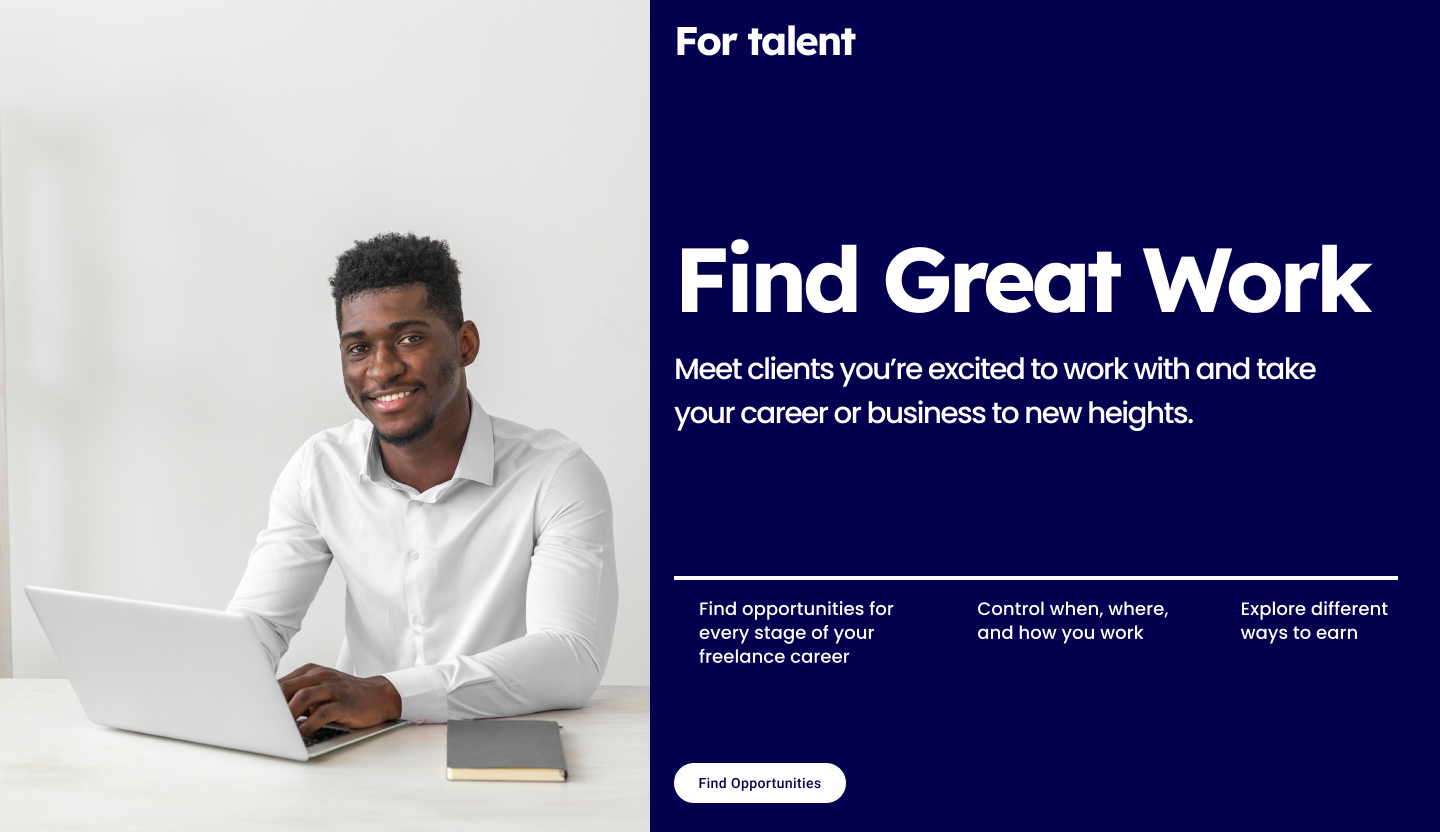 For talent
Find Great Work
Meet clients you’re excited to work with and take
your career or business to new heights.
Find opportunities for
every stage of your
freelance career
Control when, where,
and how you work
Explore different
ways to earn
Find Opportunities